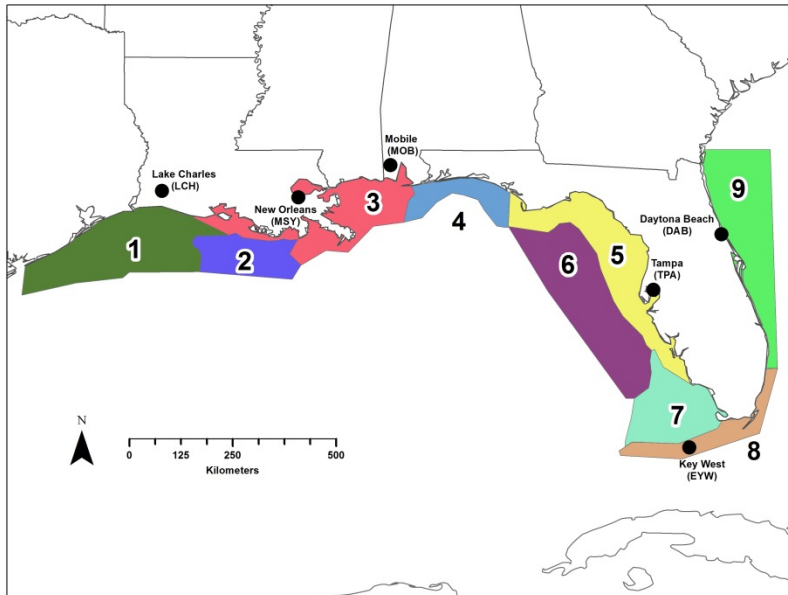 Mobile
(MOB)
Lake Charles
(LCH)
New Orleans
(MSY)
3
9
Daytona Beach
(DAB)
4
1
2
5
6
Tampa
(TPA)
7
8
Key West
(EYW)
N
0 125 250 375 500
Kilometers